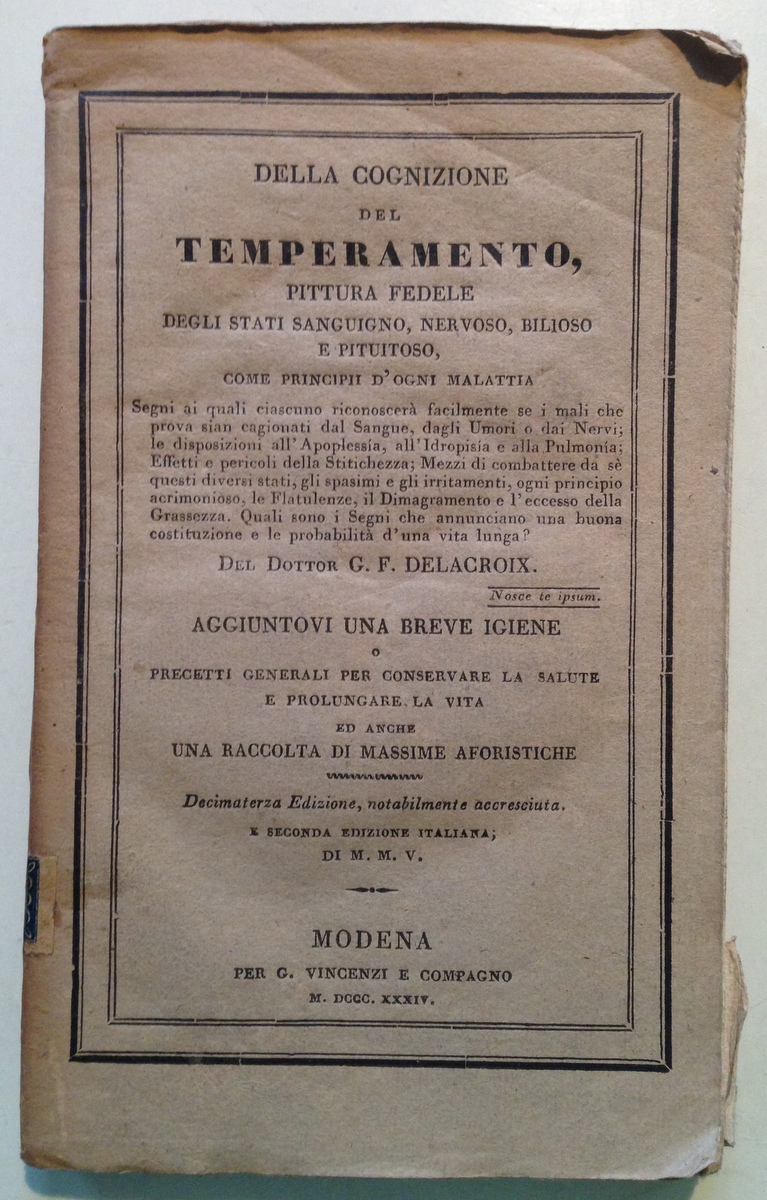 DELLA COGNIZIONE
DEL
TEMPERAMENTO,
PITTURA FEDELE
DEGLI STATI SANGUIGNO, NERVOSO, BILIOSO
E PITUITOSO,
COME PRINCIPII D'OGNI MALATTIA
Segni ai quali ciascuno riconoscerà facilmente se i mali che
prova sian cagionati dal Sangue, dagli Umori o dai Nervi;
le disposizioni all'Apoplessía, all'Idropisía e alla Pulmonía;
Effetti e pericoli della Stitichezza; Mezzi di combattere da sè
questi diversi stati, gli spasimi e gli irritamenti, ogni principio
acrimonioso, le Flatulenze, il Dimagramento e l'eccesso della
Grassezza. Quali sono i Segni che annunciano una buona
costituzione e le probabilità d'una vita lunga?
DEL DOTTOR G. F. DELACROIX.
Nosce te ipsum.
AGGIUNTOVI UNA BREVE IGIENE
O
PRECETTI GENERALI PER CONSERVARE LA SALUTE
E PROLUNGARE LA VITA
ED ANCHE
UNA RACCOLTA DI MASSIME AFORISTICHE
Decimaterza Edizione, notabilmente accresciuta.
E SECONDA EDIZIONE ITALIANA;
DI M. M. V.
MODENA
PER G. VINCENZI E COMPAGNO
M. DCCC. XXXIV.